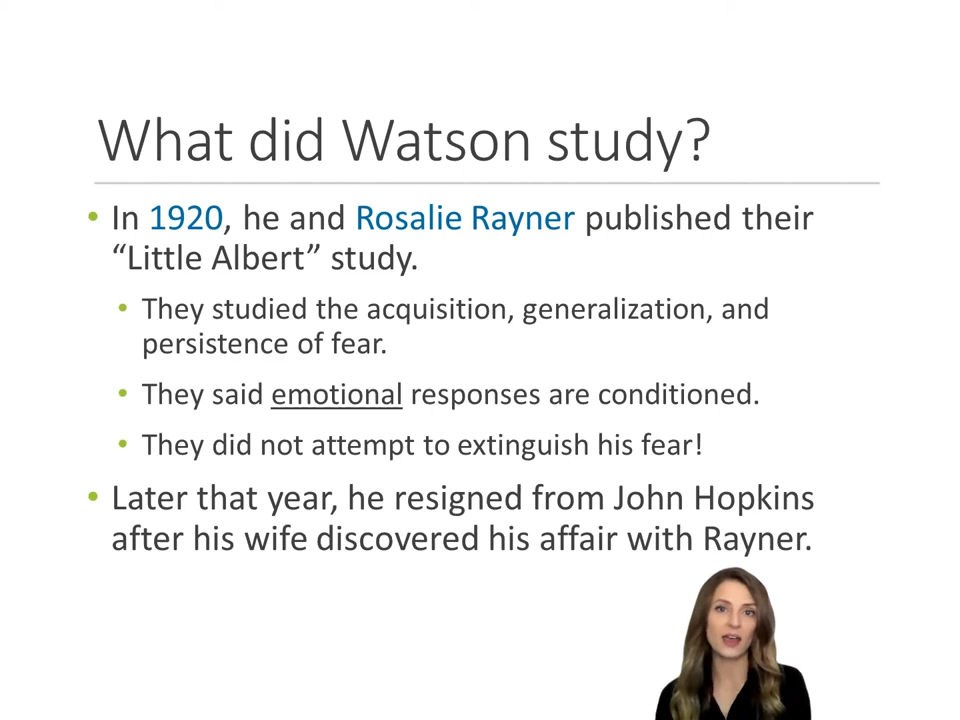 What did Watson study?
• In 1920, he and Rosalie Rayner published their
“Little Albert” study.
• They studied the acquisition, generalization, and
persistence of fear.
• They said emotional responses are conditioned.
• They did not attempt to extinguish his fear!
• Later that year, he resigned from John Hopkins
after his wife discovered his affair with Rayner.